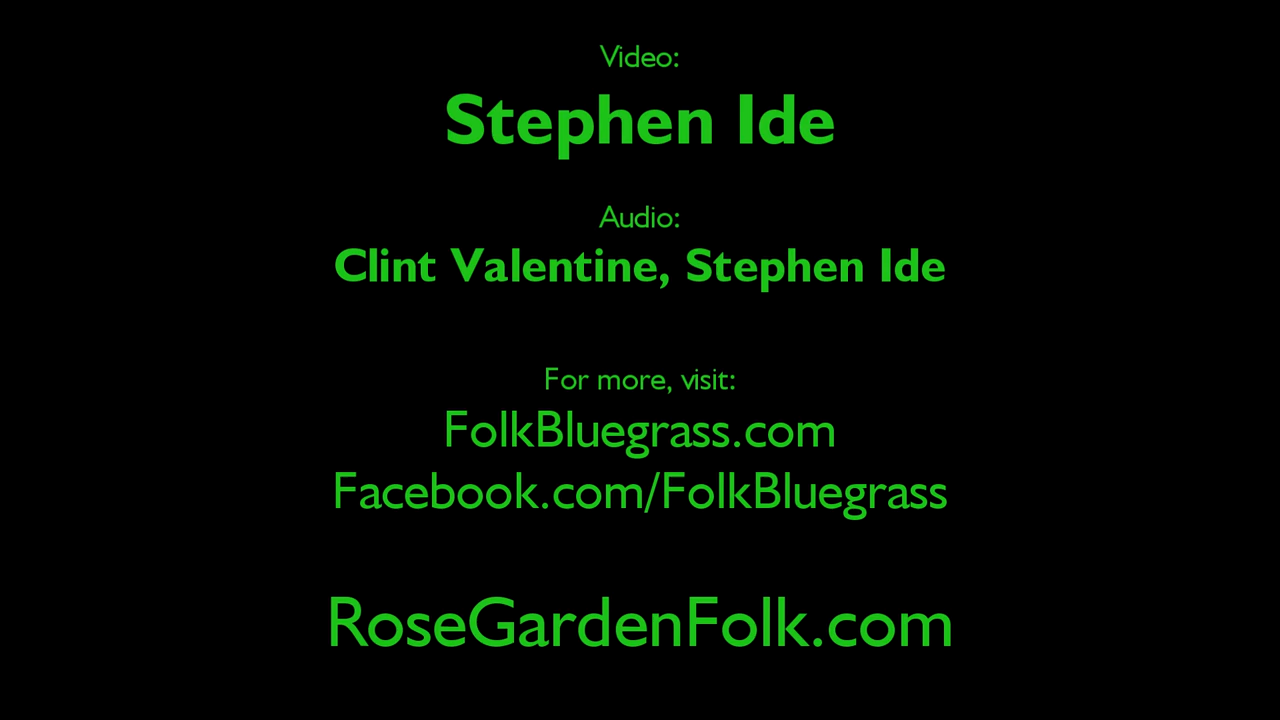 Video:
Stephen Ide
Audio:
Clint Valentine, Stephen Ide
For more, visit:
FolkBluegrass.com
Facebook.com/FolkBluegrass
RoseGardenFolk.com